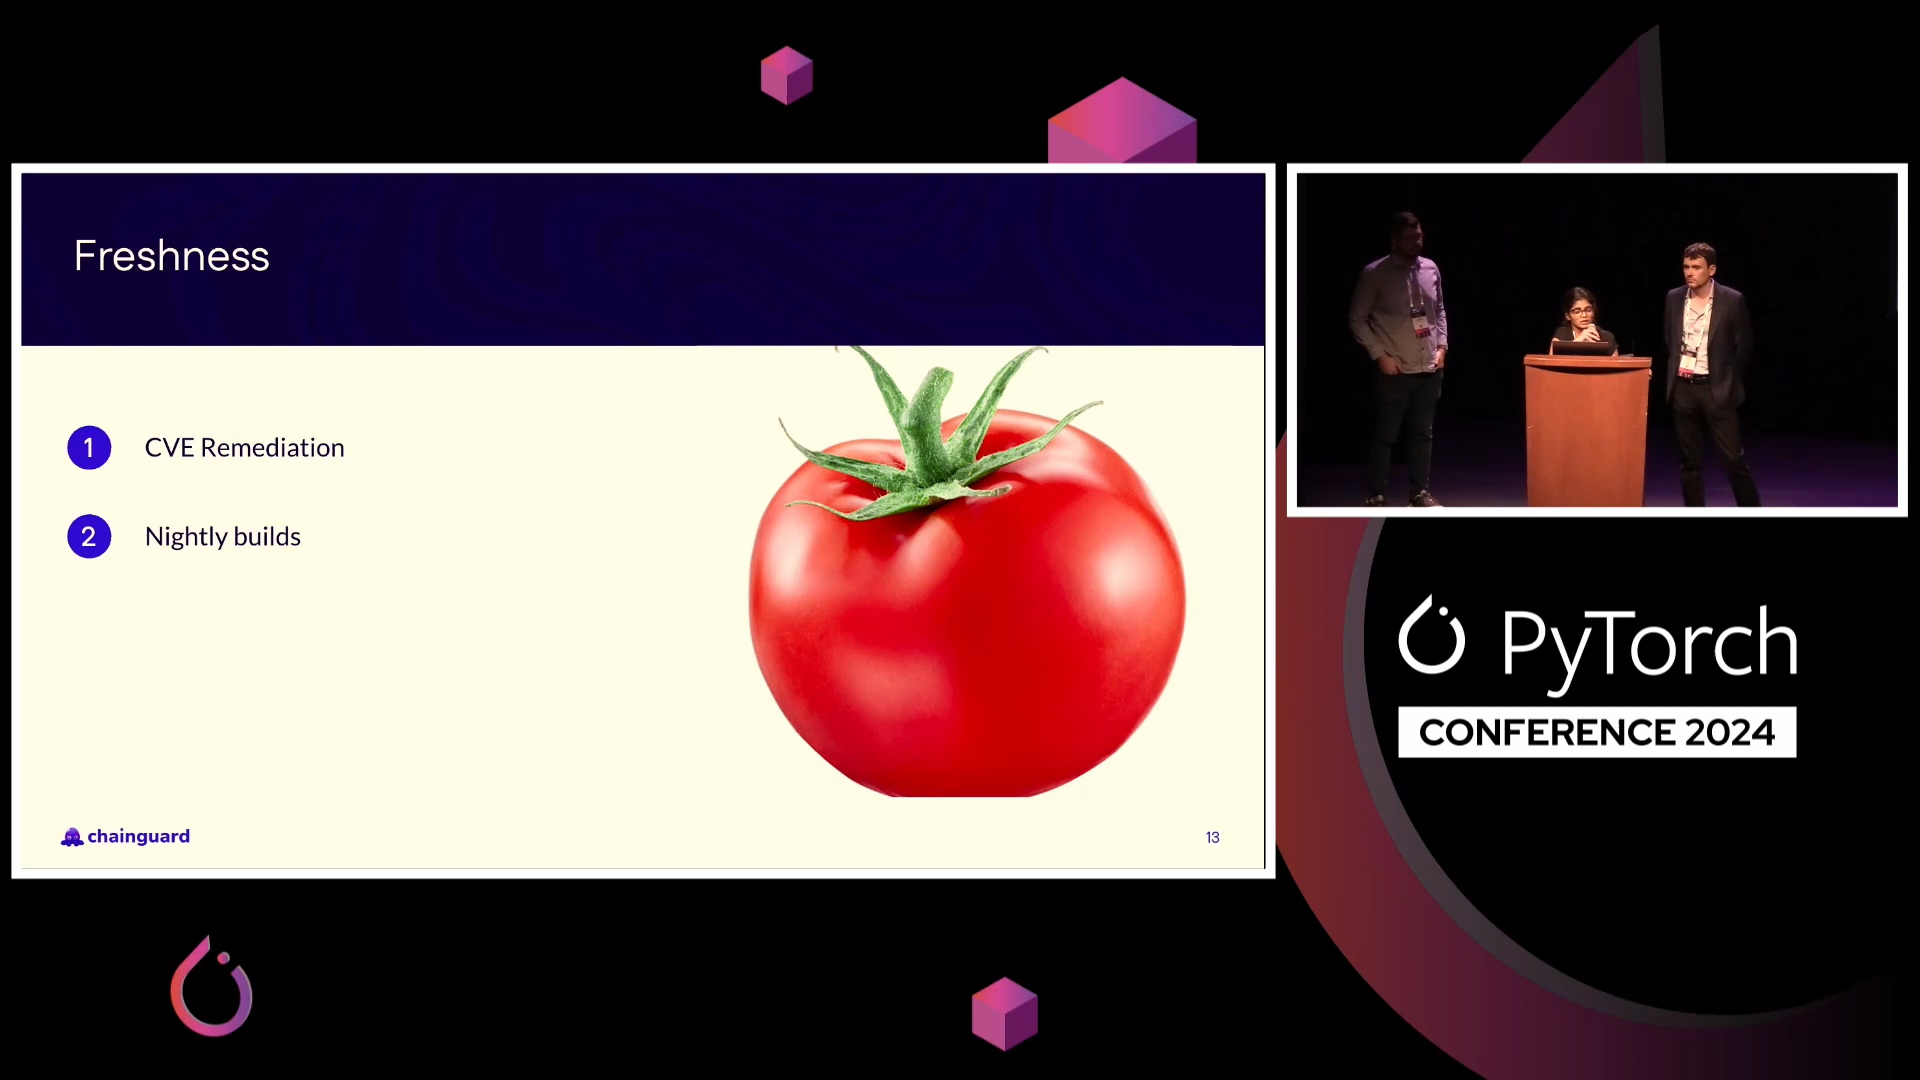 Freshness
1 CVE Remediation
2 Nightly builds
chainguard
13
PyTorch
CONFERENCE 2024